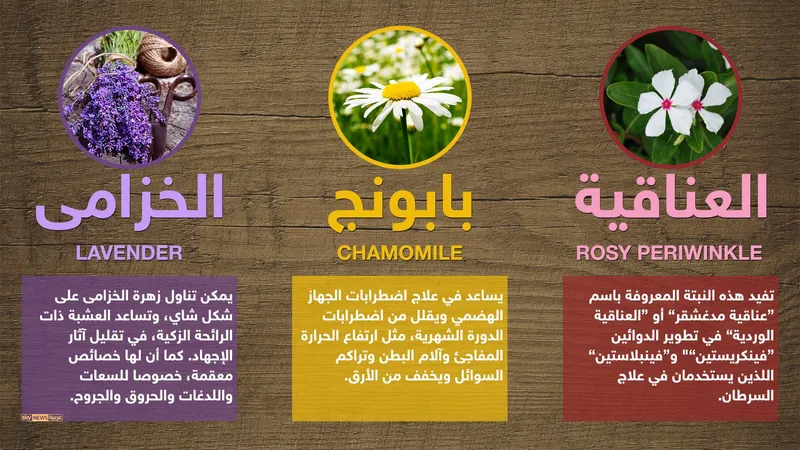 العناقية
ROSY PERIWINKLE
تفيد هذه النبتة المعروفة باسم
”عناقية مدغشقر“ أو ”العناقية
الوردية“ في تطوير الدوائين
”فينكريستين“" و”فينبلاستين“
اللذين يستخدمان في علاج
السرطان.
بابونج
CHAMOMILE
يساعد في علاج اضطرابات الجهاز
الهضمي ويقلل من اضطرابات
الدورة الشهرية، مثل ارتفاع الحرارة
المفاجئ وآلام البطن وتراكم
السوائل ويخفف من الأرق.
الخزامى
LAVENDER
يمكن تناول زهرة الخزامى على
شكل شاي، وتساعد العشبة ذات
الرائحة الزكية، في تقليل آثار
الإجهاد. كما أن لها خصائص
معقمة، خصوصا للسعات
واللدغات والحروق والجروح.
sky NEWS عربية